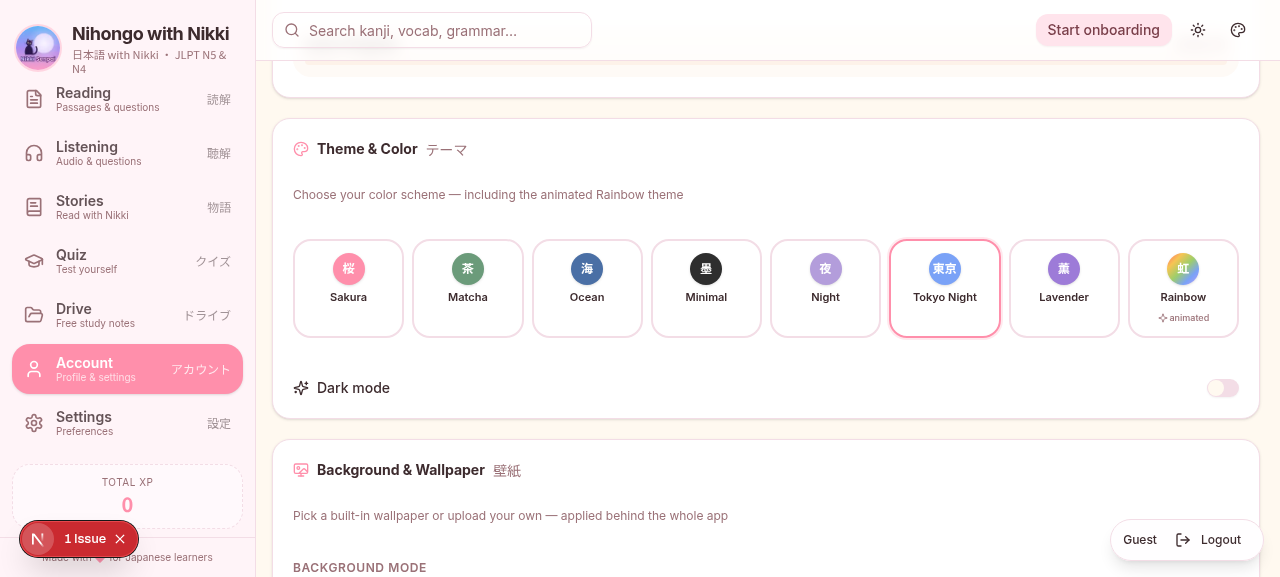 Nihongo with Nikki
日本語 with Nikki ・ JLPT N5 &
N4
Reading
Passages & questions
読解
Listening
Audio & questions
聴解
Stories
Read with Nikki
物語
Quiz
Test yourself
クイズ
Drive
Free study notes
ドライブ
Account
Profile & settings
アカウント
Settings
Preferences
設定
TOTAL XP
0
1 Issue
for Japanese learners
Search kanji, vocab, grammar...
Start onboarding
Theme & Color テーマ
Choose your color scheme — including the animated Rainbow theme
桜
Sakura
茶
Matcha
海
Ocean
墨
Minimal
夜
Night
東京
Tokyo Night
薫
Lavender
虹
Rainbow
animated
Dark mode
Background & Wallpaper 壁紙
Pick a built-in wallpaper or upload your own — applied behind the whole app
BACKGROUND MODE
Guest
Logout